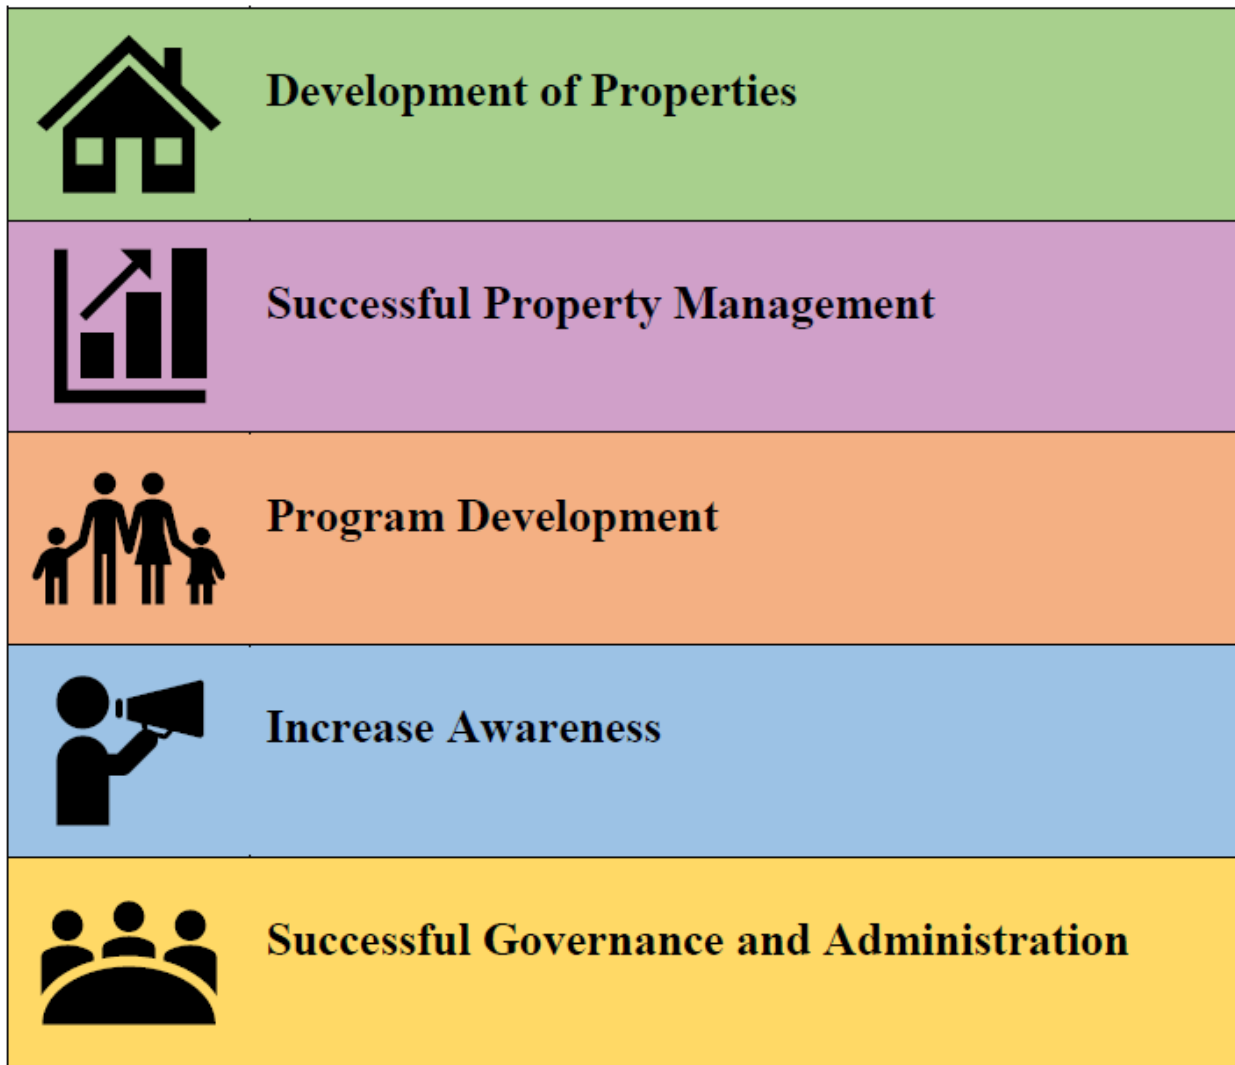 Development of Properties
Successful Property Management
Program Development
Increase Awareness
Successful Governance and Administration